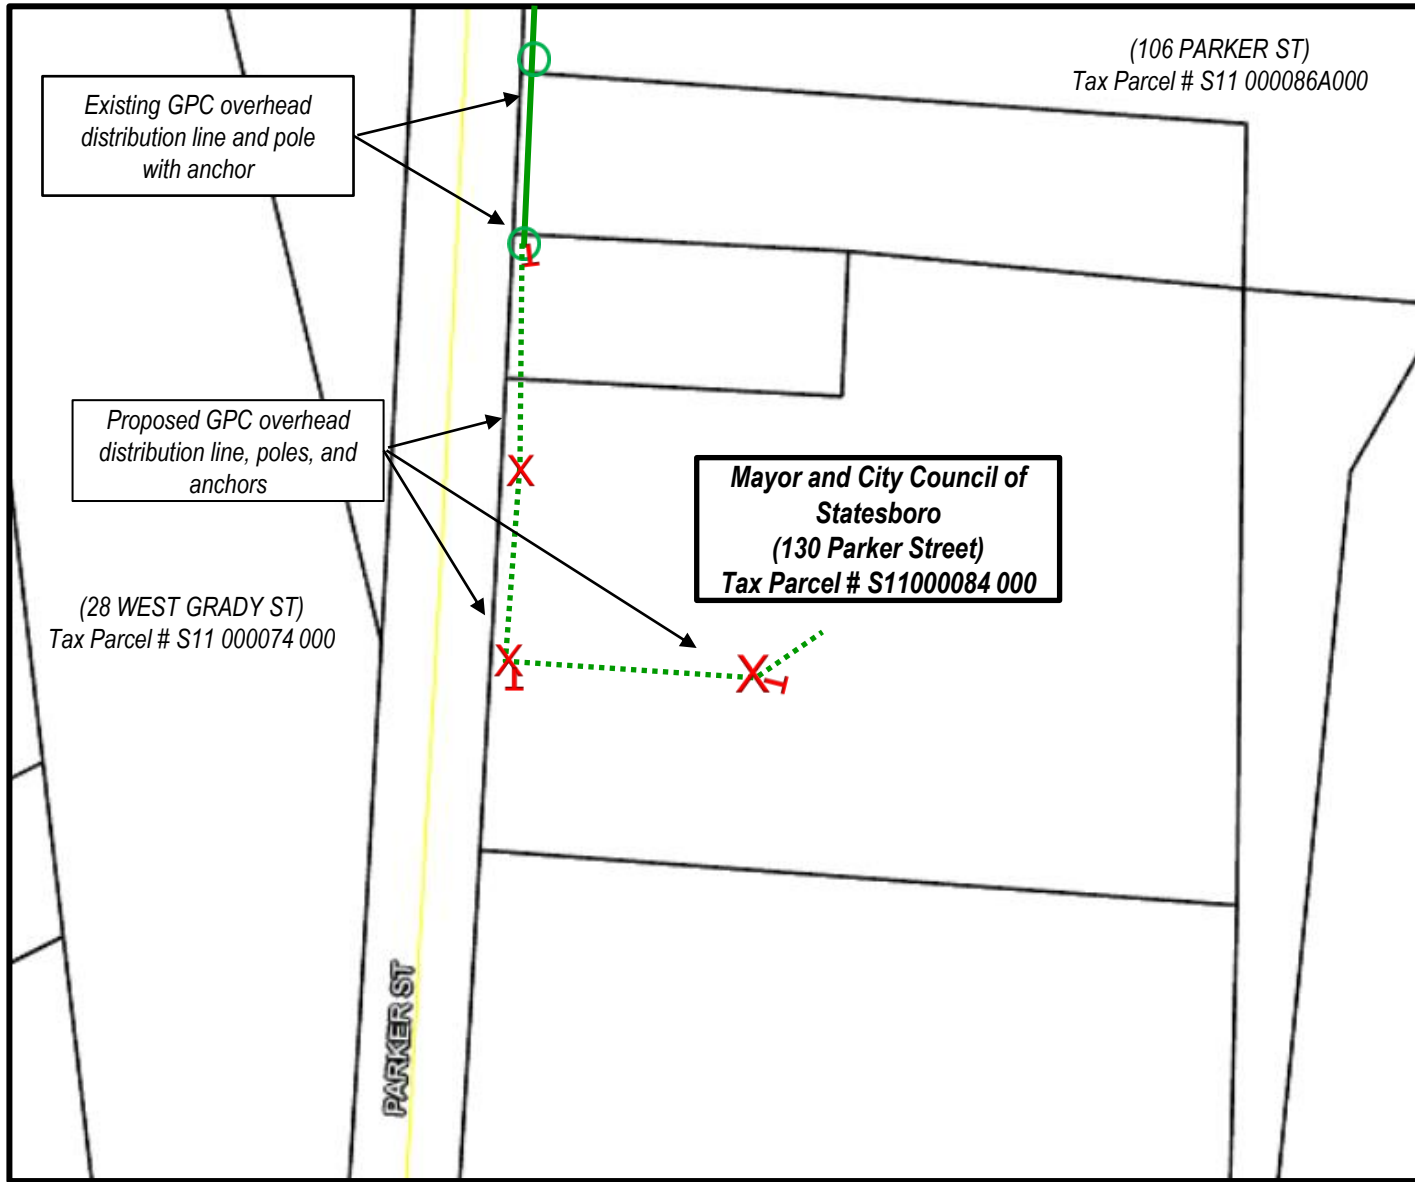 (106 PARKER ST)
Tax Parcel # S11 000086A000
Existing GPC overhead
distribution line and pole
with anchor
Proposed GPC overhead
distribution line, poles, and
anchors
Mayor and City Council of
Statesboro
(130 Parker Street)
Tax Parcel # S11000084 000
(28 WEST GRADY ST)
Tax Parcel # S11 000074 000
PARKER ST